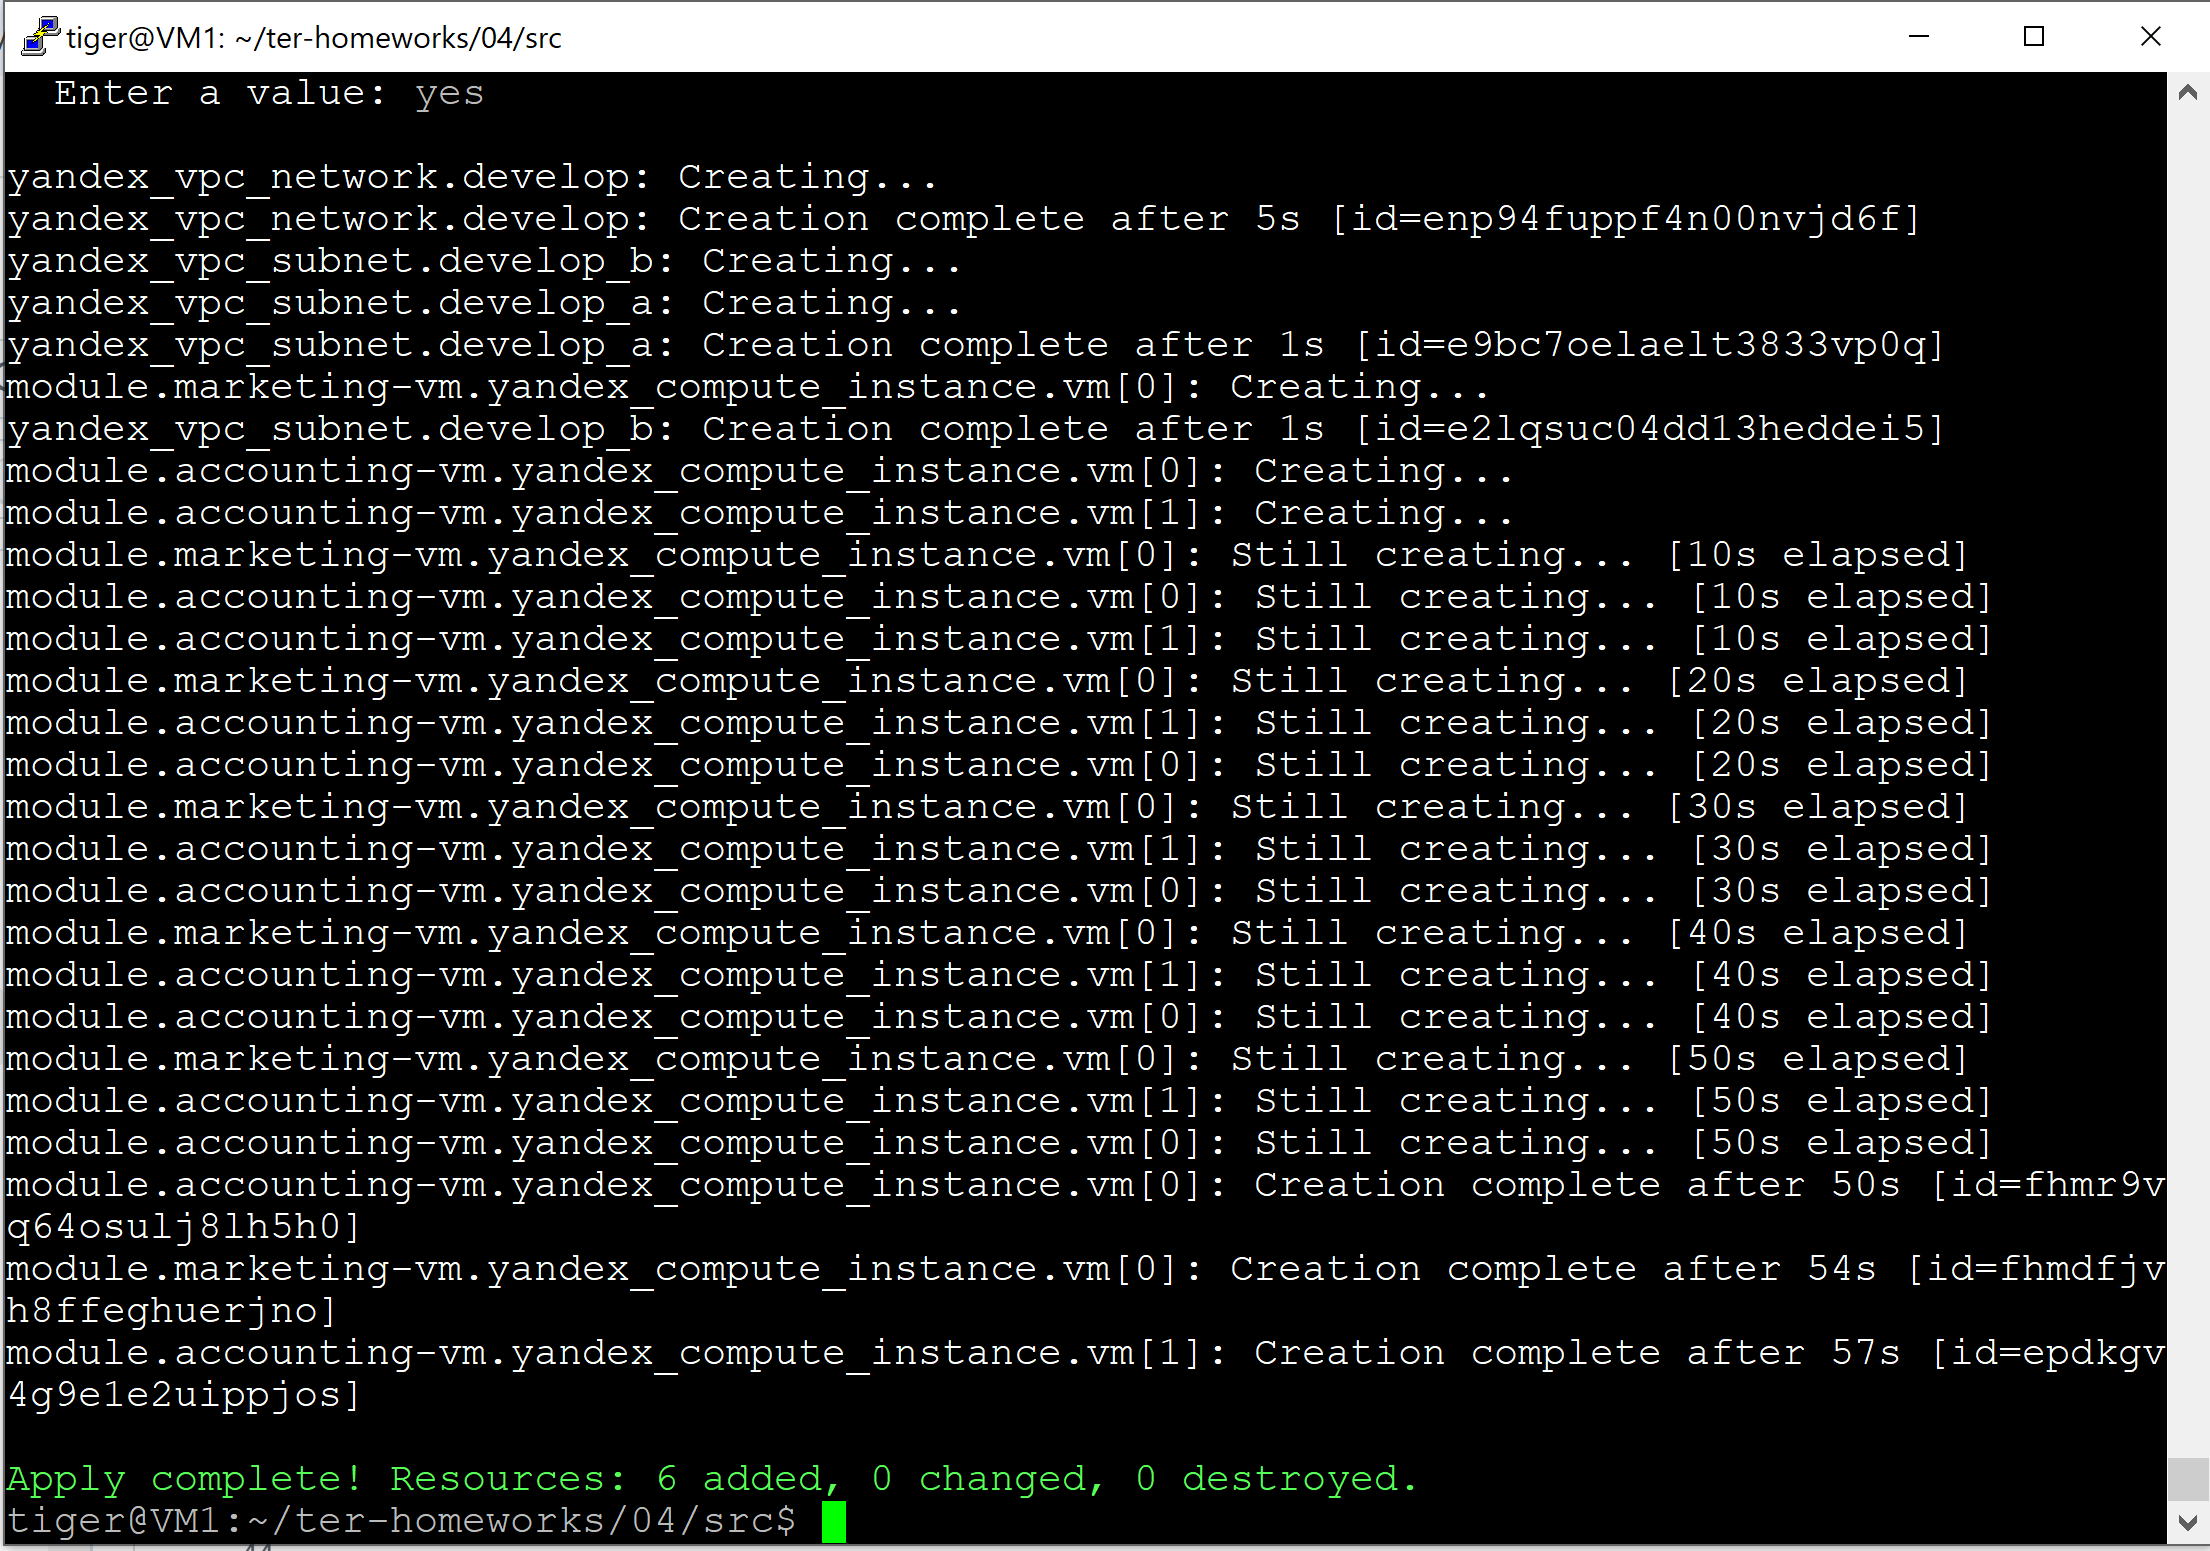 tiger@VM1: ~/ter-homeworks/04/src
Enter a value: yes
yandex_vpc_network.develop: Creating...
yandex_vpc_network.develop: Creation complete after 5s [id=enp94fuppf4n00nvjd6f]
yandex_vpc_subnet.develop_b: Creating...
yandex_vpc_subnet.develop_a: Creating...
yandex_vpc_subnet.develop_a: Creation complete after 1s [id=e9bc7oelaelt3833vp0q]
module.marketing-vm.yandex_compute_instance.vm[0]: Creating...
yandex_vpc_subnet.develop_b: Creation complete after 1s [id=e2lqsuc04dd13heddei5]
module.accounting-vm.yandex_compute_instance.vm[0]: Creating...
module.accounting-vm.yandex_compute_instance.vm[1]: Creating...
module.marketing-vm.yandex_compute_instance.vm[0]: Still creating... [10s elapsed]
module.accounting-vm.yandex_compute_instance.vm[0]: Still creating... [10s elapsed]
module.accounting-vm.yandex_compute_instance.vm[1]: Still creating... [10s elapsed]
module.marketing-vm.yandex_compute_instance.vm[0]: Still creating... [20s elapsed]
module.accounting-vm.yandex_compute_instance.vm[1]: Still creating... [20s elapsed]
module.accounting-vm.yandex_compute_instance.vm[0]: Still creating... [20s elapsed]
module.marketing-vm.yandex_compute_instance.vm[0]: Still creating... [30s elapsed]
module.accounting-vm.yandex_compute_instance.vm[1]: Still creating... [30s elapsed]
module.accounting-vm.yandex_compute_instance.vm[0]: Still creating... [30s elapsed]
module.marketing-vm.yandex_compute_instance.vm[0]: Still creating... [40s elapsed]
module.accounting-vm.yandex_compute_instance.vm[1]: Still creating... [40s elapsed]
module.accounting-vm.yandex_compute_instance.vm[0]: Still creating... [40s elapsed]
module.marketing-vm.yandex_compute_instance.vm[0]: Still creating... [50s elapsed]
module.accounting-vm.yandex_compute_instance.vm[1]: Still creating... [50s elapsed]
module.accounting-vm.yandex_compute_instance.vm[0]: Still creating... [50s elapsed]
module.accounting-vm.yandex_compute_instance.vm[0]: Creation complete after 50s [id=fhmr9v
q64osulj8lh5h0]
module.marketing-vm.yandex_compute_instance.vm[0]: Creation complete after 54s [id=fhmdfjv
h8ffeghuerjno]
module.accounting-vm.yandex_compute_instance.vm[1]: Creation complete after 57s [id=epdkgv
4g9e1e2uippjos]
Apply complete! Resources: 6 added, 0 changed, 0 destroyed.
tiger@VM1:~/ter-homeworks/04/src$